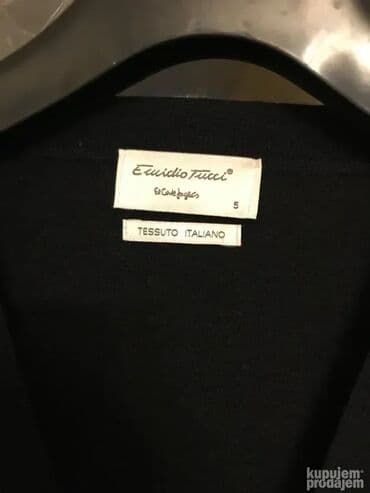 Emidio Tucci®
El Corte Inglés
5
TESSUTO ITALIANO
kupujem
prodajem